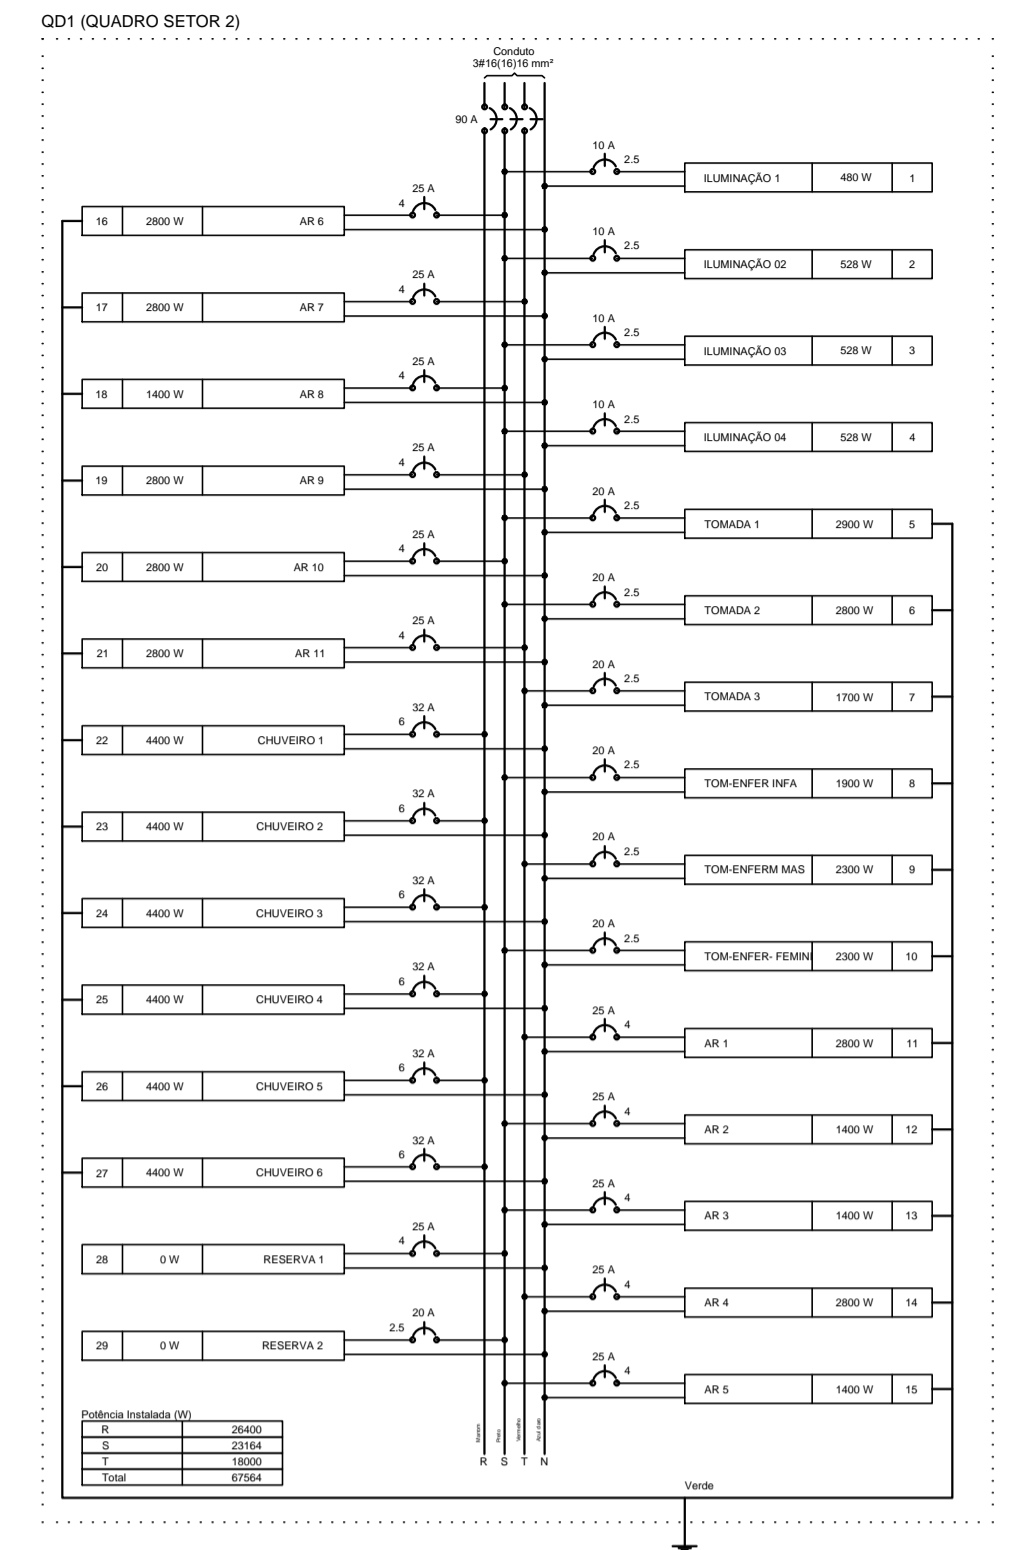 QD1 (QUADRO SETOR 2)
Conduto
3#16(16)16 mm²
90 A
10 A
2.5
ILUMINAÇÃO 1 480 W 1
25 A
4
16 2800 W AR 6
10 A
2.5
ILUMINAÇÃO 02 528 W 2
25 A
4
17 2800 W AR 7
10 A
2.5
ILUMINAÇÃO 03 528 W 3
25 A
4
18 1400 W AR 8
10 A
2.5
ILUMINAÇÃO 04 528 W 4
25 A
4
19 2800 W AR 9
20 A
2.5
TOMADA 1 2900 W 5
25 A
4
20 2800 W AR 10
20 A
2.5
TOMADA 2 2800 W 6
25 A
4
21 2800 W AR 11
20 A
2.5
TOMADA 3 1700 W 7
32 A
6
22 4400 W CHUVEIRO 1
20 A
2.5
TOM-ENFER INFA 1900 W 8
32 A
6
23 4400 W CHUVEIRO 2
20 A
2.5
TOM-ENFERM MAS 2300 W 9
32 A
6
24 4400 W CHUVEIRO 3
20 A
2.5
TOM-ENFER- FEMINI 2300 W 10
32 A
6
25 4400 W CHUVEIRO 4
25 A
4
AR 1 2800 W 11
32 A
6
26 4400 W CHUVEIRO 5
25 A
4
AR 2 1400 W 12
32 A
6
27 4400 W CHUVEIRO 6
25 A
4
AR 3 1400 W 13
25 A
4
28 0 W RESERVA 1
25 A
4
AR 4 2800 W 14
20 A
2.5
29 0 W RESERVA 2
25 A
4
AR 5 1400 W 15
Potência Instalada (W)
R 26400
S 23164
T 18000
Total 67564
Marrom
Preto
Vermelho
Azul claro
R S T N
Verde